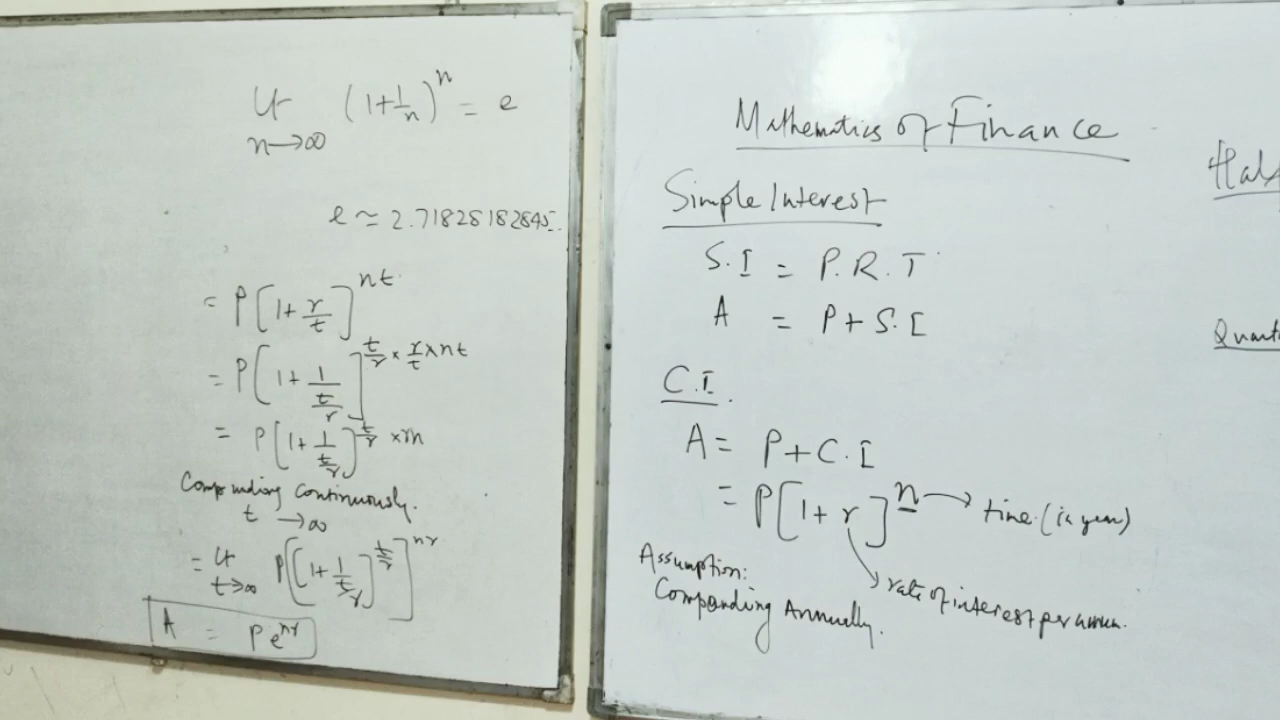 Lt (1+1/n)^n = e
n→∞
e ≃ 2.71828182845.
= P[1+r/t]^nt
= P[1+1/(t/r)]^(t/r × r/t × nt)
= P[1+1/(t/r)]^(t/r × rn)
Compounding Continuously.
t → ∞
= Lt P[[1+1/(t/r)]^(t/r)]^nr
t→∞
A = Pe^nr
Mathematics of Finance
Simple Interest
S.I = P.R.T
A = P+S.I
C.I.
A = P+C.I
= P[1+r]^n → time (in year)
rate of interest per annum.
Assumption:
Compounding Annually.
Half
Quart